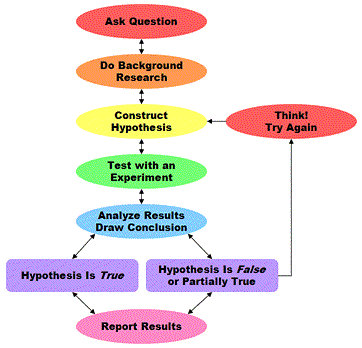 Ask Question
Do Background
Research
Construct
Hypothesis
Think!
Try Again
Test with an
Experiment
Analyze Results
Draw Conclusion
Hypothesis Is True
Hypothesis Is False
or Partially True
Report Results